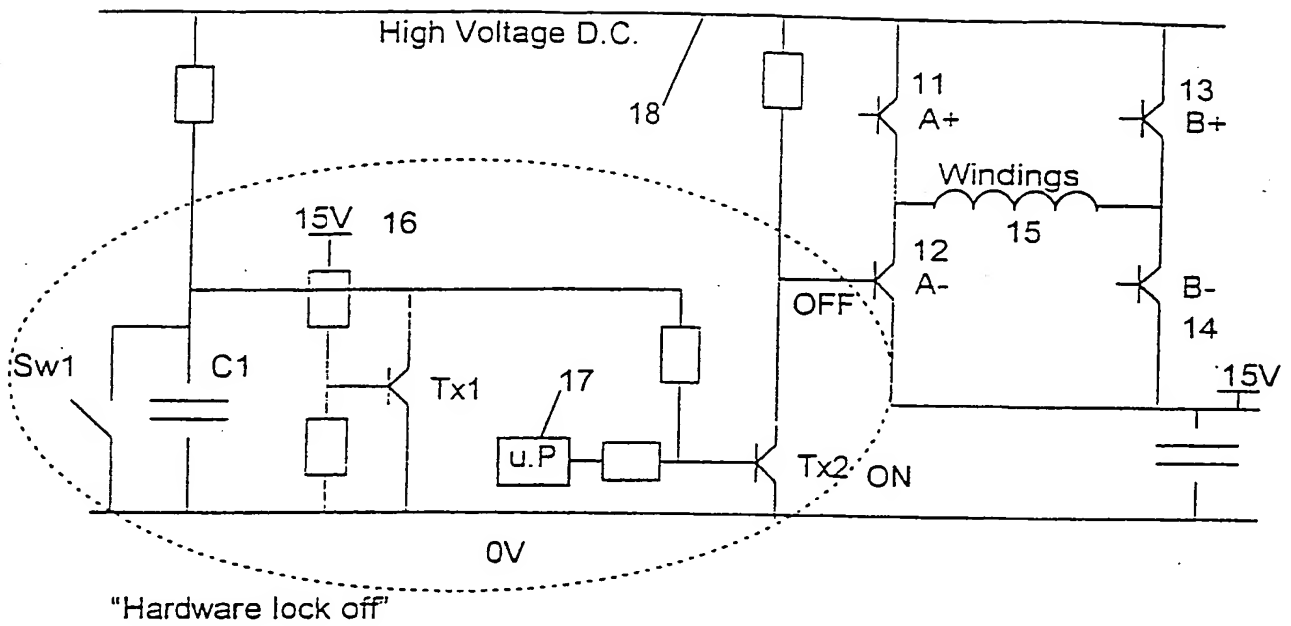 High Voltage D.C.
18
11
A+
13
B+
Windings
15
15V
16
12
A-
OFF
B-
14
Sw1
C1
Tx1
17
u.P
Tx2
ON
15V
0V
"Hardware lock off"